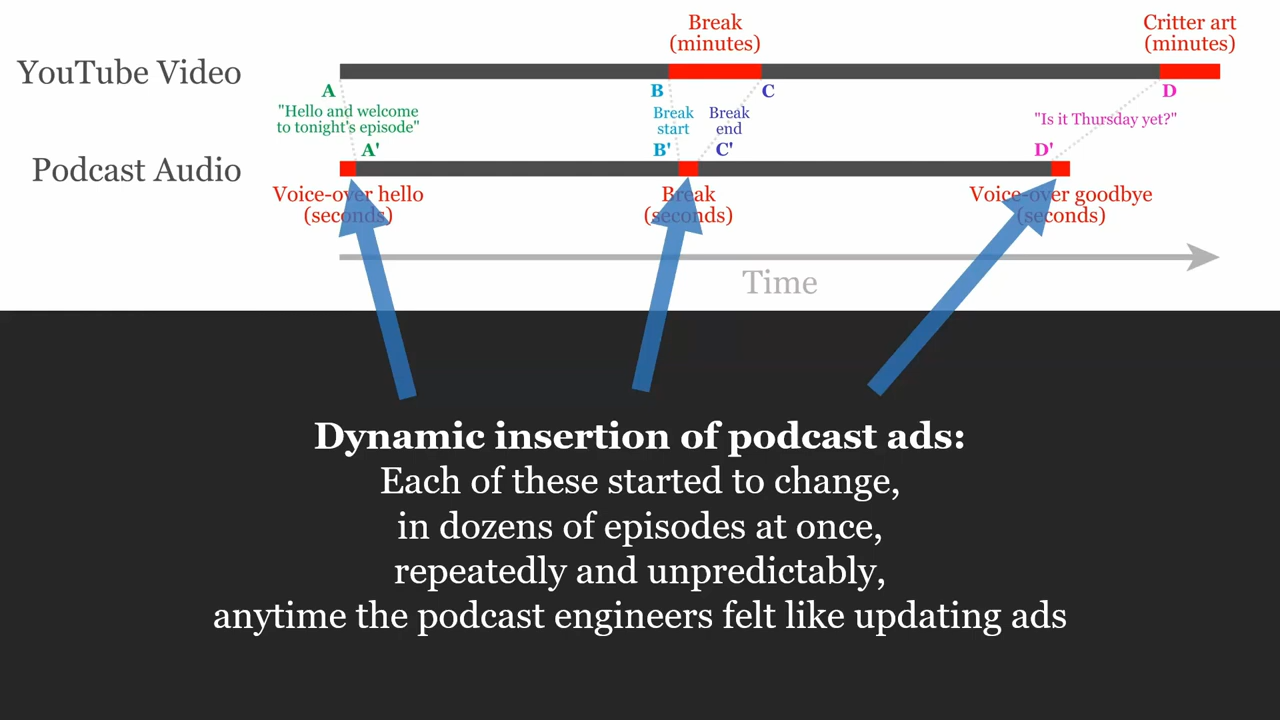 Break
(minutes)
Critter art
(minutes)
YouTube Video
A
B
C
D
"Hello and welcome
to tonight's episode"
Break
start
Break
end
"Is it Thursday yet?"
A'
B'
C'
D'
Podcast Audio
Voice-over hello
(seconds)
Break
(seconds)
Voice-over goodbye
(seconds)
Time
Dynamic insertion of podcast ads:
Each of these started to change,
in dozens of episodes at once,
repeatedly and unpredictably,
anytime the podcast engineers felt like updating ads